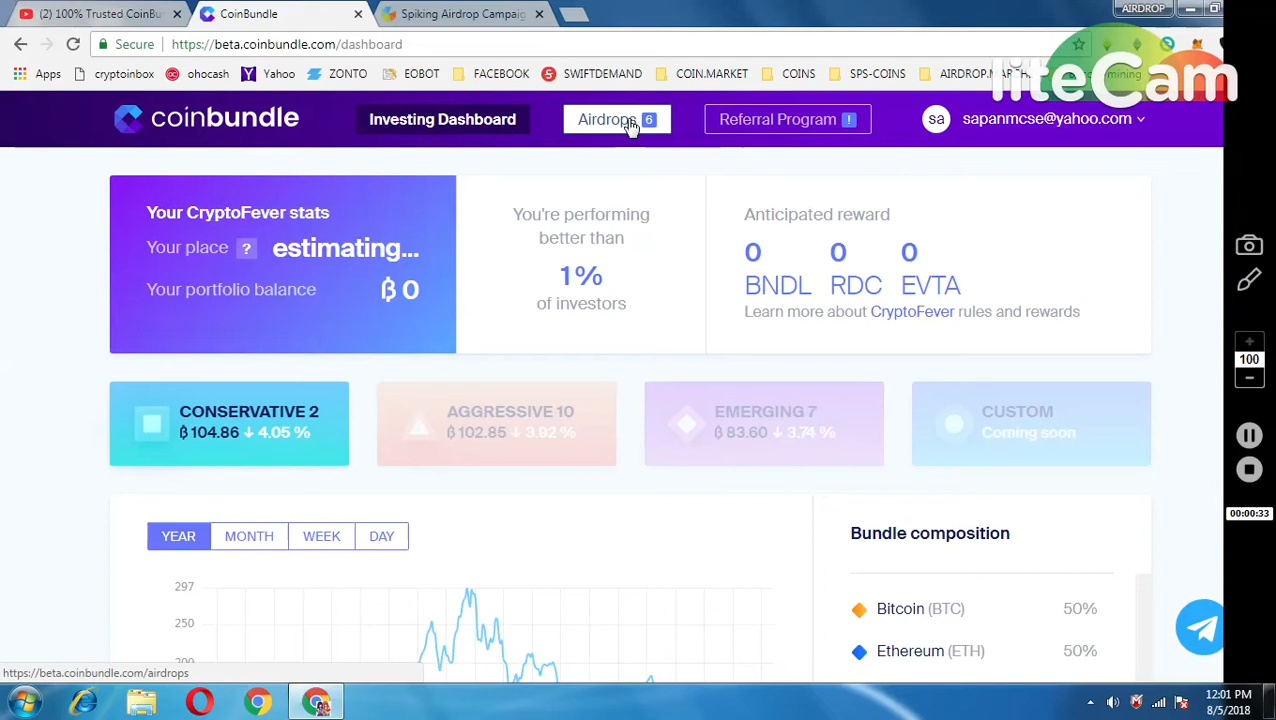 (2) 100% Trusted CoinBun
CoinBundle
Spiking Airdrop Campaig
AIRDROP
Secure
https://beta.coinbundle.com/dashboard
Apps
cryptoinbox
ohocash
Yahoo
ZONTO
EOBOT
FACEBOOK
SWIFTDEMAND
COIN.MARKET
COINS
SPS-COINS
mining
liteCam
coinbundle
Investing Dashboard
Airdrops 6
Referral Program !
sa sapanmcse@yahoo.com
Your CryptoFever stats
Your place ? estimating...
Your portfolio balance ฿ 0
You're performing
better than
1%
of investors
Anticipated reward
0 0 0
BNDL RDC EVTA
Learn more about CryptoFever rules and rewards
CONSERVATIVE 2
฿ 104.86 ↓ 4.05 %
AGGRESSIVE 10
฿ 102.85 ↓ 3.92 %
EMERGING 7
฿ 83.60 ↓ 3.74 %
CUSTOM
Coming soon
YEAR MONTH WEEK DAY
297
250
200
Bundle composition
Bitcoin (BTC) 50%
Ethereum (ETH) 50%
https://beta.coinbundle.com/airdrops
100
00:00:33
12:01 PM
8/5/2018